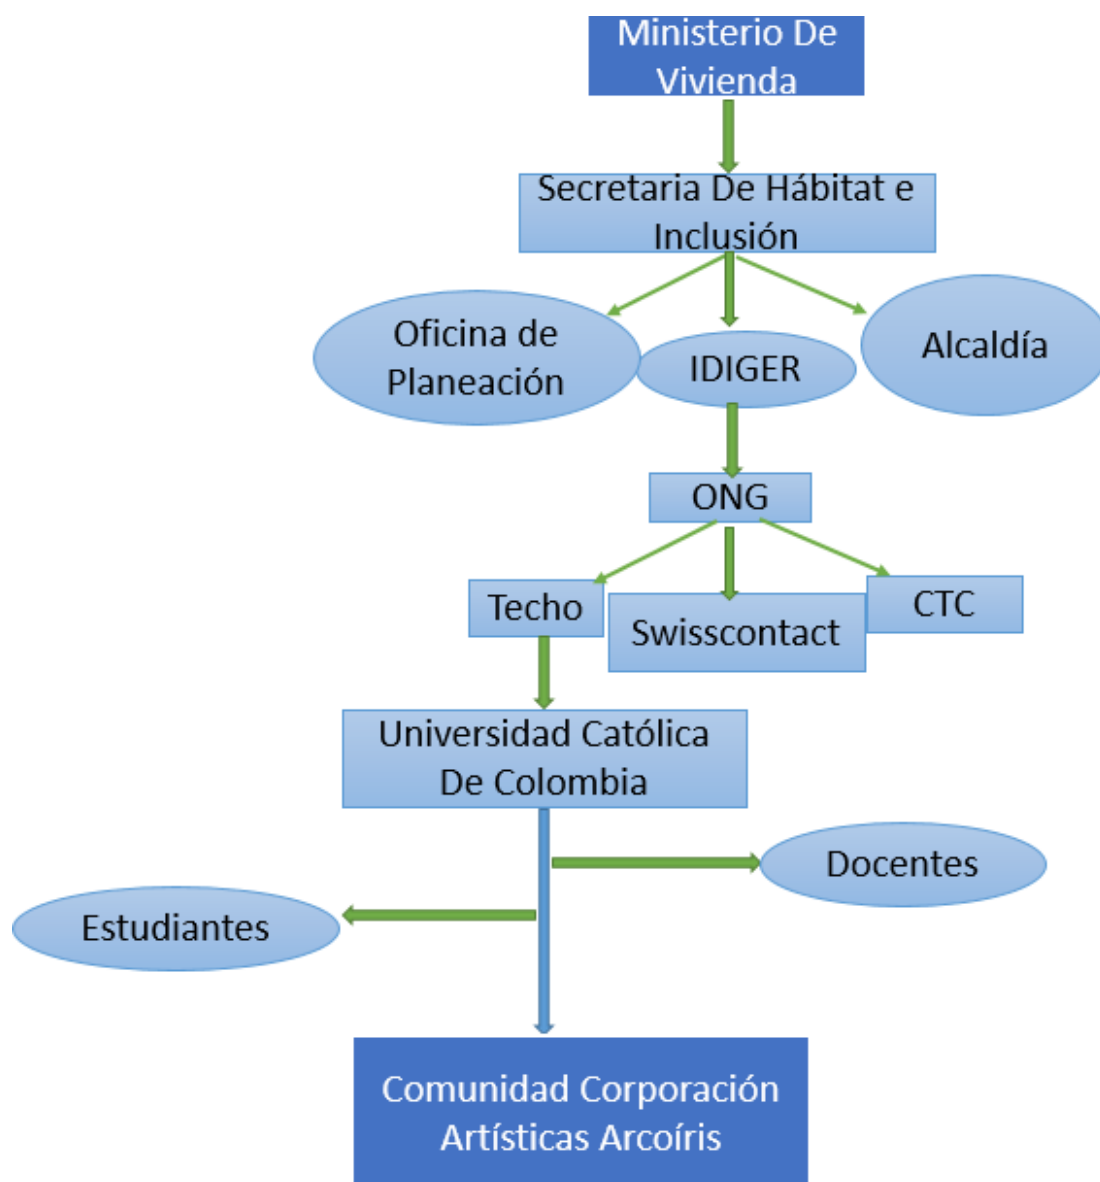 Ministerio De
Vivienda
Secretaria De Hábitat e
Inclusión
Oficina de
Planeación
IDIGER
Alcaldía
ONG
Techo
Swisscontact
CTC
Universidad Católica
De Colombia
Docentes
Estudiantes
Comunidad Corporación
Artísticas Arcoíris